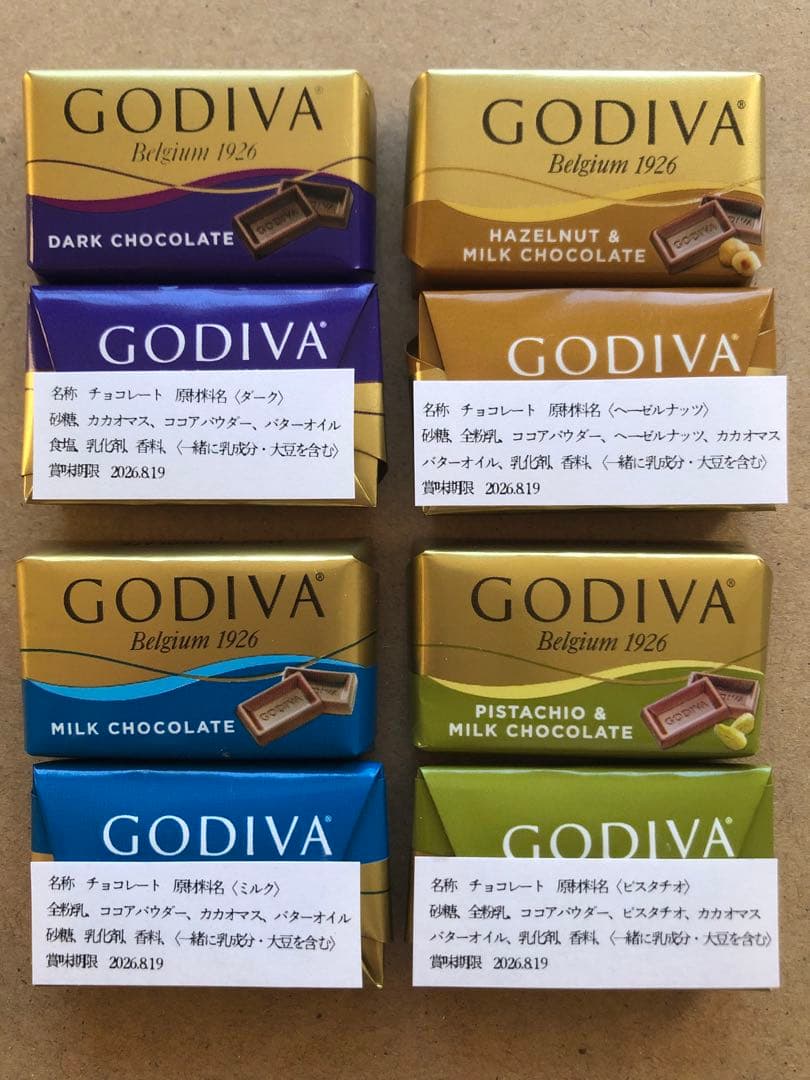 GODIVA®
Belgium 1926
DARK CHOCOLATE
GODIVA®
名称 チョコレート 原材料名〈ダーク〉
砂糖、カカオマス、ココアパウダー、バターオイル
食塩、乳化剤、香料、〈一緒に乳成分・大豆を含む〉
賞味期限 2026.8.19
GODIVA®
Belgium 1926
HAZELNUT &
MILK CHOCOLATE
GODIVA®
名称 チョコレート 原材料名〈ヘーゼルナッツ〉
砂糖、全粉乳、ココアパウダー、ヘーゼルナッツ、カカオマス
バターオイル、乳化剤、香料、〈一緒に乳成分・大豆を含む〉
賞味期限 2026.8.19
GODIVA®
Belgium 1926
MILK CHOCOLATE
GODIVA®
名称 チョコレート 原材料名〈ミルク〉
全粉乳、ココアパウダー、カカオマス、バターオイル
砂糖、乳化剤、香料、〈一緒に乳成分・大豆を含む〉
賞味期限 2026.8.19
GODIVA®
Belgium 1926
PISTACHIO &
MILK CHOCOLATE
GODIVA®
名称 チョコレート 原材料名〈ピスタチオ〉
砂糖、全粉乳、ココアパウダー、ピスタチオ、カカオマス
バターオイル、乳化剤、香料、〈一緒に乳成分・大豆を含む〉
賞味期限 2026.8.19